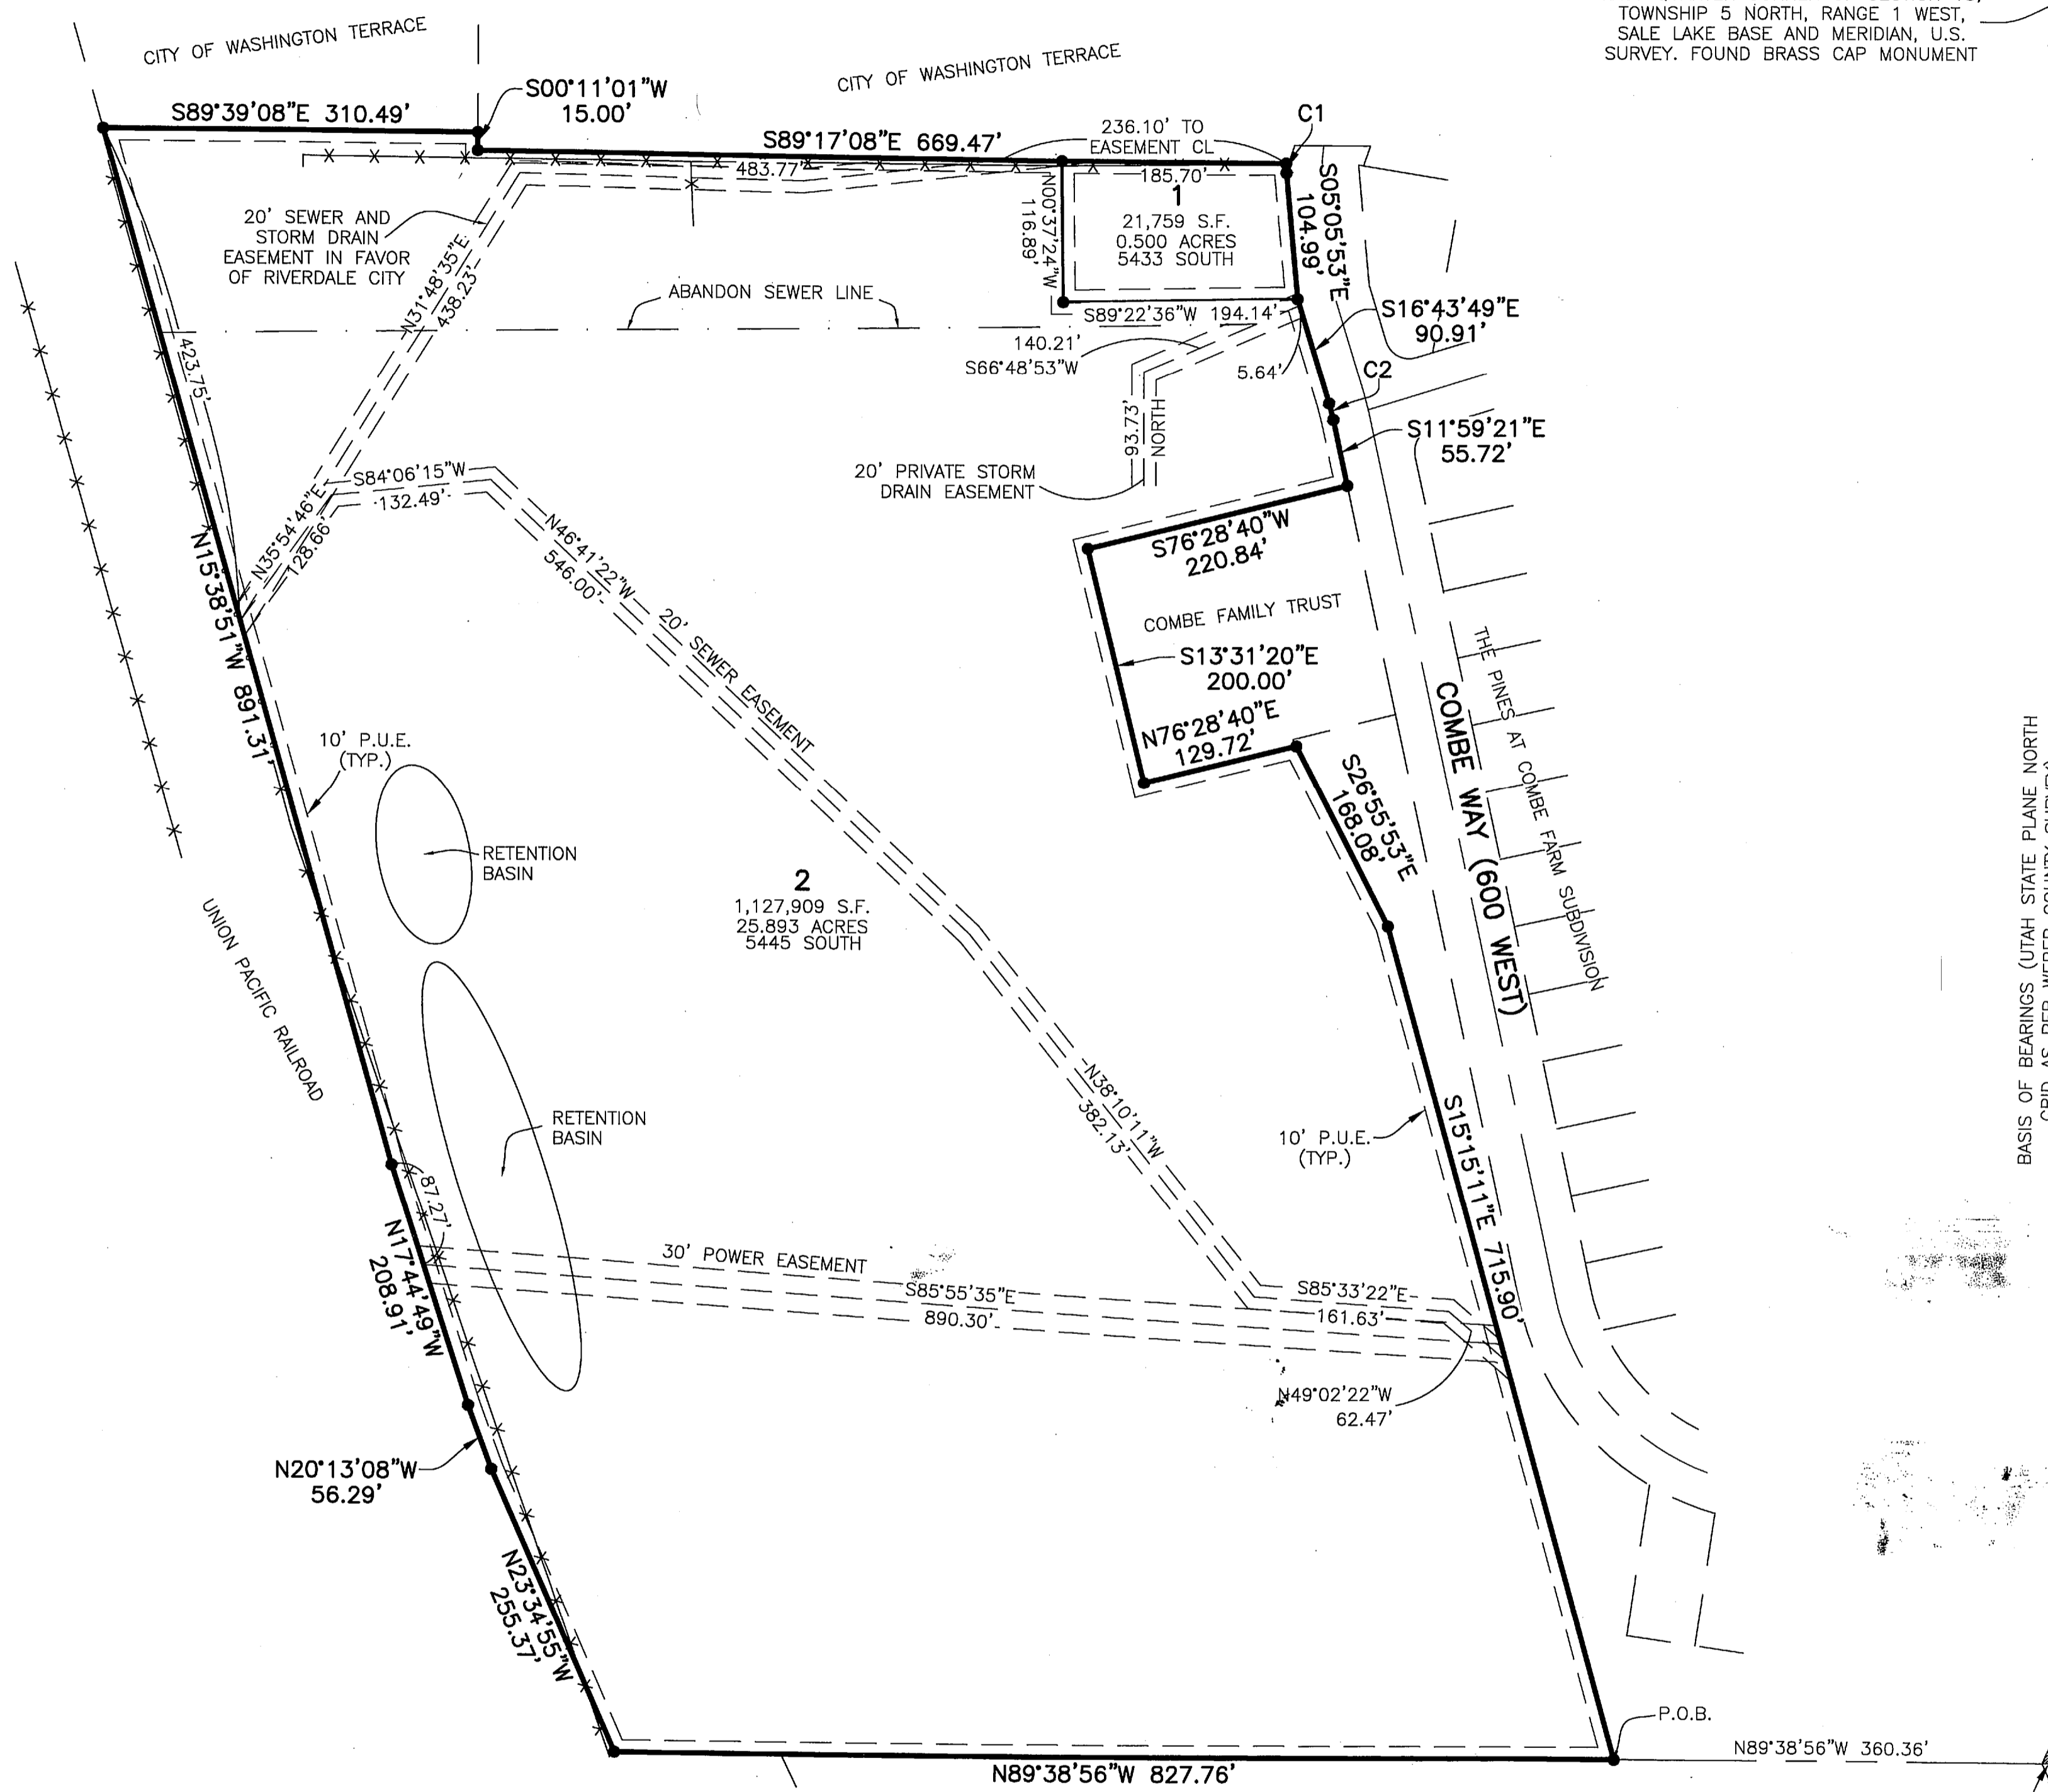 TOWNSHIP 5 NORTH, RANGE 1 WEST,
SALE LAKE BASE AND MERIDIAN, U.S.
SURVEY. FOUND BRASS CAP MONUMENT
CITY OF WASHINGTON TERRACE
CITY OF WASHINGTON TERRACE
S89°39'08"E 310.49'
S00°11'01"W
15.00'
S89°17'08"E 669.47'
236.10' TO
EASEMENT CL
C1
483.77'
185.70'
1
21,759 S.F.
0.500 ACRES
5433 SOUTH
N00°37'24"W
116.89'
S05°05'53"E
104.99'
20' SEWER AND
STORM DRAIN
EASEMENT IN FAVOR
OF RIVERDALE CITY
N31°48'35"E
438.23'
ABANDON SEWER LINE
S89°22'36"W 194.14'
S16°43'49"E
90.91'
140.21'
S66°48'53"W
5.64'
C2
423.75'
93.73'
NORTH
S11°59'21"E
55.72'
20' PRIVATE STORM
DRAIN EASEMENT
S84°06'15"W
132.49'
N35°54'46"E
128.66'
N46°41'22"W
546.00'
20' SEWER EASEMENT
S76°28'40"W
220.84'
COMBE FAMILY TRUST
S13°31'20"E
200.00'
N76°28'40"E
129.72'
N15°38'51"W 891.31'
THE PINES AT COMBE FARM SUBDIVISION
COMBE WAY (600 WEST)
10' P.U.E.
(TYP.)
S26°55'53"E
168.08'
RETENTION
BASIN
2
1,127,909 S.F.
25.893 ACRES
5445 SOUTH
UNION PACIFIC RAILROAD
BASIS OF BEARINGS (UTAH STATE PLANE NORTH
RETENTION
BASIN
N38°10'11"W
382.13'
10' P.U.E.
(TYP.)
S15°15'11"E 715.90'
87.27'
N17°44'49"W
208.91'
30' POWER EASEMENT
S85°55'35"E
890.30'
S85°33'22"E
161.63'
N49°02'22"W
62.47'
N20°13'08"W
56.29'
N23°34'55"W
255.37'
P.O.B.
N89°38'56"W 360.36'
N89°38'56"W 827.76'